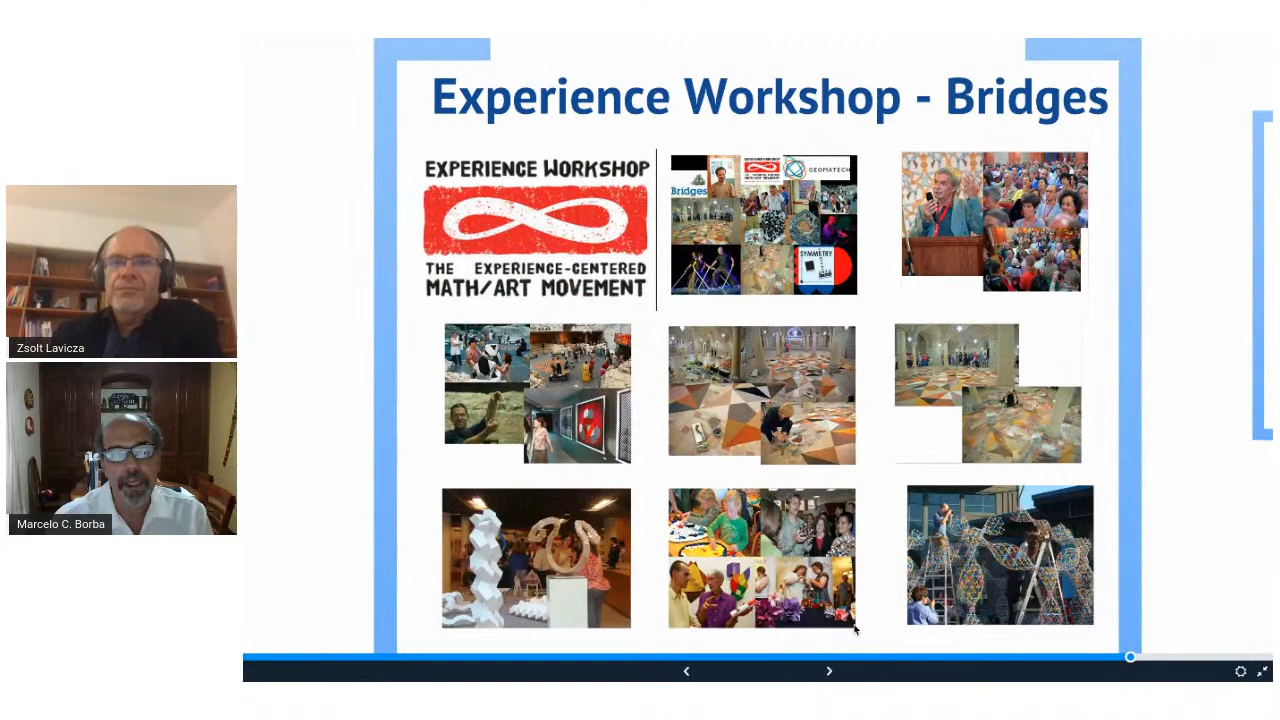 Experience Workshop - Bridges
EXPERIENCE WORKSHOP
THE EXPERIENCE-CENTERED
MATH/ART MOVEMENT
GEOMATECH
Bridges
SYMMETRY
Zsolt Lavicza
Marcelo C. Borba